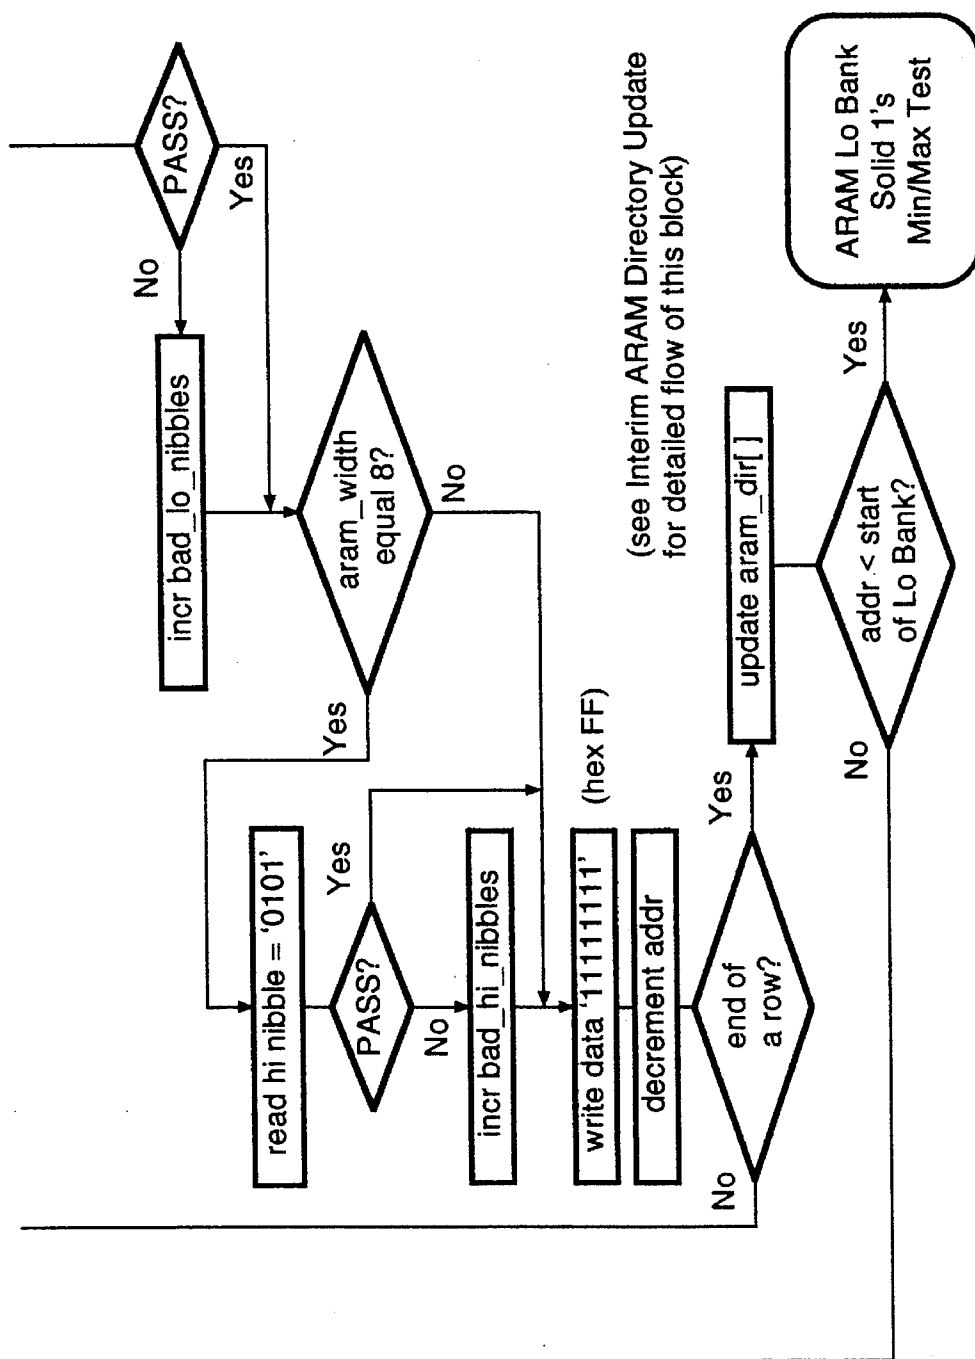 PASS?
No
Yes
incr bad_lo_nibbles
aram_width
equal 8?
Yes
No
read hi nibble = '0101'
PASS?
Yes
No
incr bad_hi_nibbles
write data '11111111'
(hex FF)
decrement addr
end of
a row?
No
Yes
update aram_dir[ ]
(see Interim ARAM Directory Update
for detailed flow of this block)
addr < start
of Lo Bank?
No
Yes
ARAM Lo Bank
Solid 1's
Min/Max Test